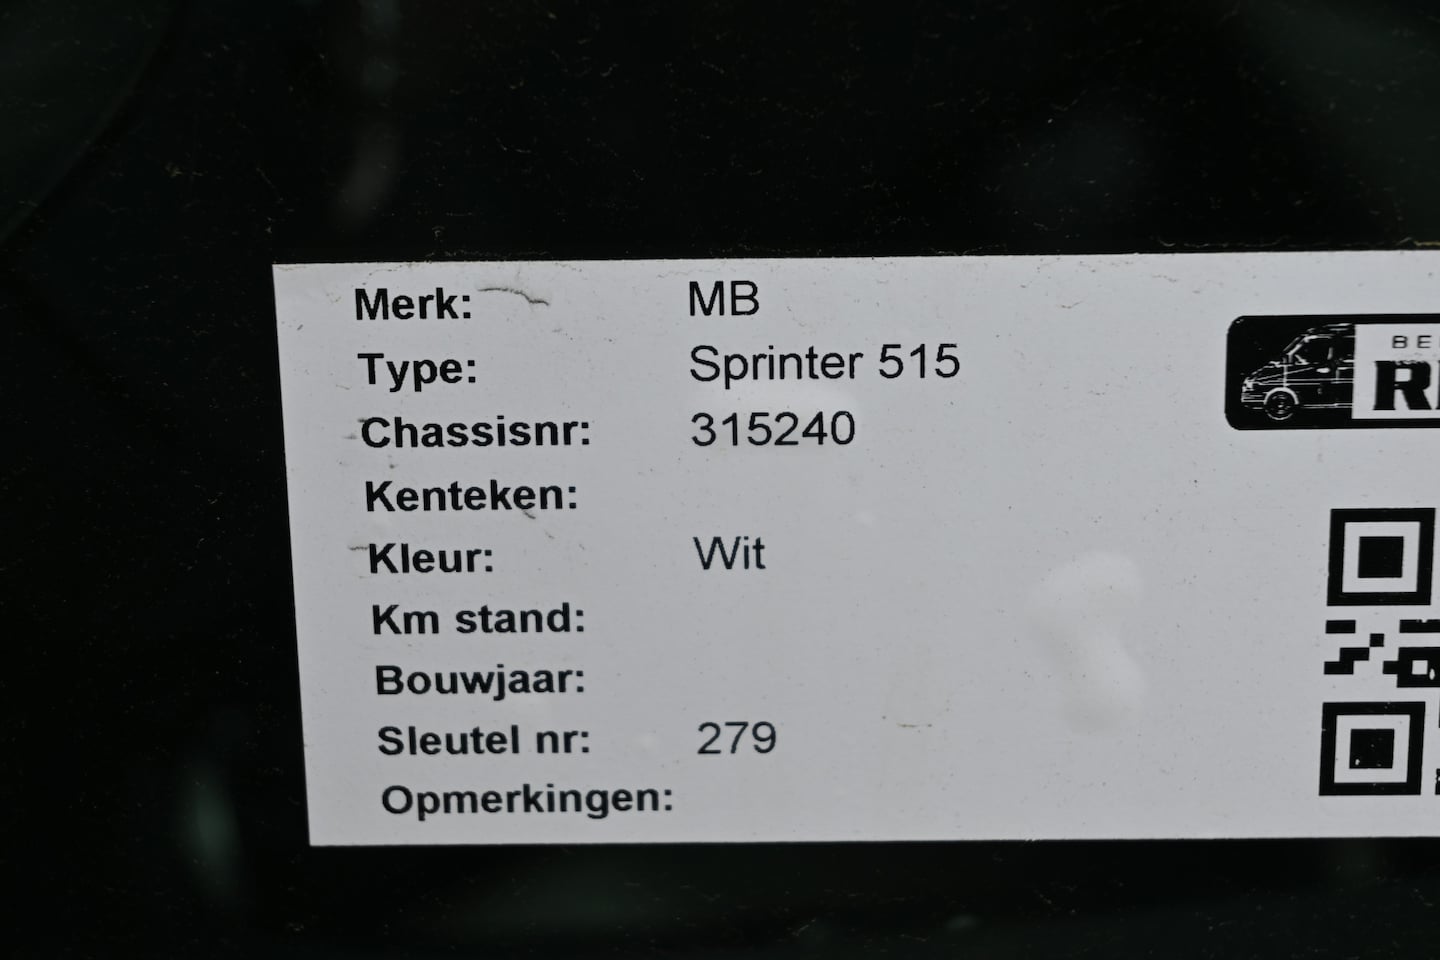 Merk: MB
Type: Sprinter 515
Chassisnr: 315240
Kenteken:
Kleur: Wit
Km stand:
Bouwjaar:
Sleutel nr: 279
Opmerkingen: